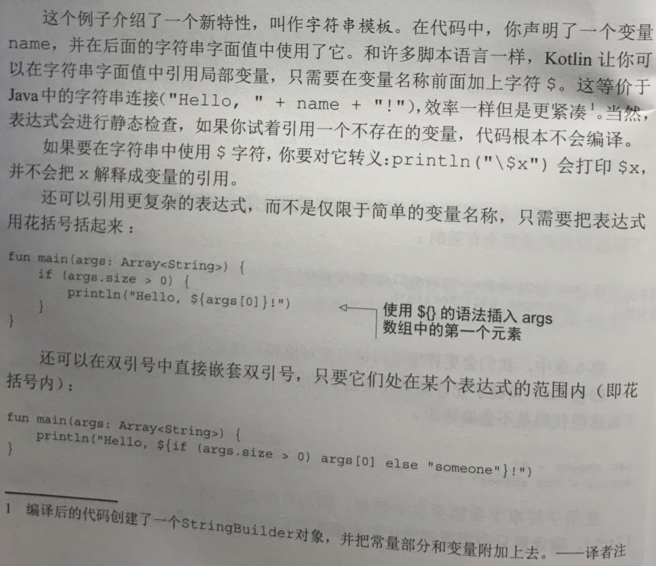 这个例子介绍了一个新特性，叫作字符串模板。在代码中，你声明了一个变量
name，并在后面的字符串字面值中使用了它。和许多脚本语言一样，Kotlin 让你可
以在字符串字面值中引用局部变量，只需要在变量名称前面加上字符 $。这等价于
Java中的字符串连接("Hello, " + name + "!")，效率一样但是更紧凑¹。当然，
表达式会进行静态检查，如果你试着引用一个不存在的变量，代码根本不会编译。
如果要在字符串中使用 $ 字符，你要对它转义：println("\$x") 会打印 $x，
并不会把 x 解释成变量的引用。
还可以引用更复杂的表达式，而不是仅限于简单的变量名称，只需要把表达式
用花括号括起来：
fun main(args: Array<String>) {
if (args.size > 0) {
println("Hello, ${args[0]}!")
}
}
使用 ${} 的语法插入 args
数组中的第一个元素
还可以在双引号中直接嵌套双引号，只要它们处在某个表达式的范围内（即花
括号内）：
fun main(args: Array<String>) {
println("Hello, ${if (args.size > 0) args[0] else "someone"}!")
}
1 编译后的代码创建了一个StringBuilder对象，并把常量部分和变量附加上去。——译者注